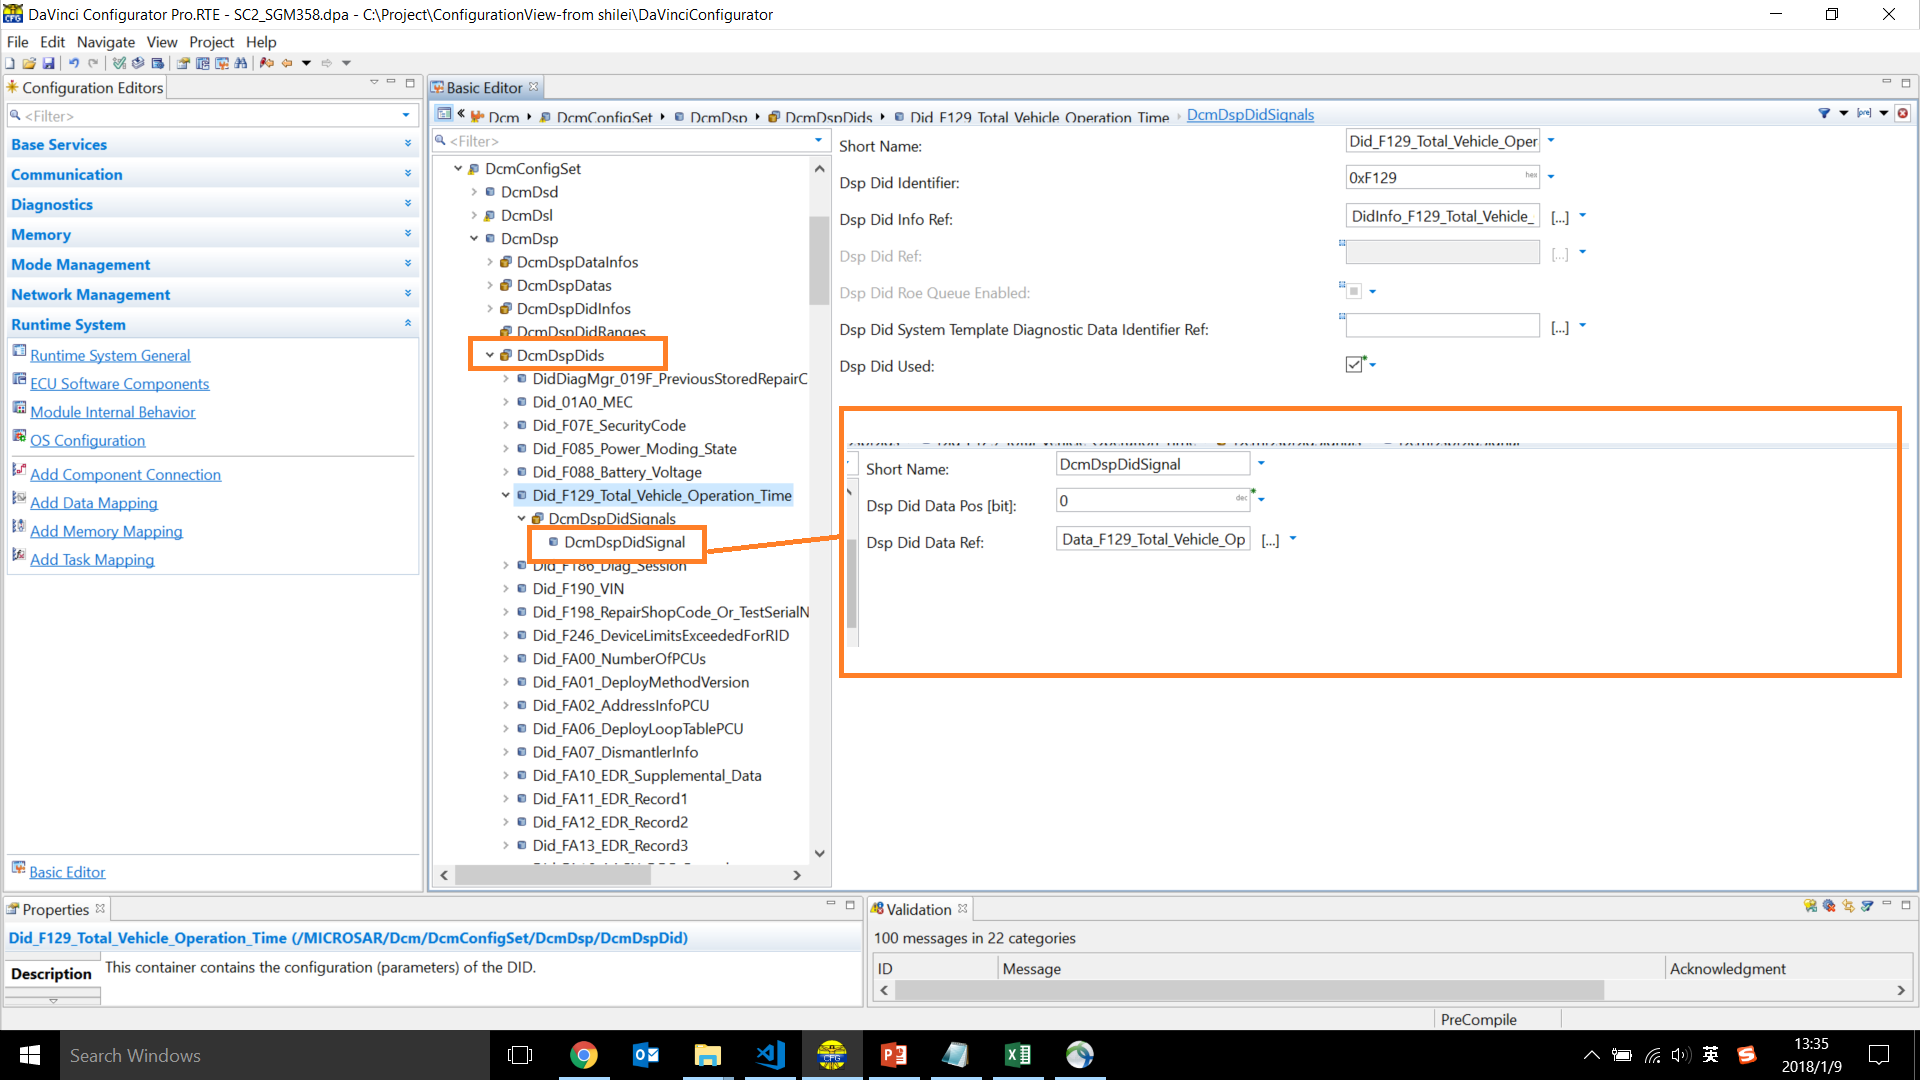 DaVinci Configurator Pro.RTE - SC2_SGM358.dpa - C:\Project\ConfigurationView-from shilei\DaVinciConfigurator
File Edit Navigate View Project Help
Configuration Editors
<Filter>
Base Services
Communication
Diagnostics
Memory
Mode Management
Network Management
Runtime System
Runtime System General
ECU Software Components
Module Internal Behavior
OS Configuration
Add Component Connection
Add Data Mapping
Add Memory Mapping
Add Task Mapping
Basic Editor
Basic Editor
Dcm DcmConfigSet DcmDsp DcmDspDids Did_F129_Total_Vehicle_Operation_Time DcmDspDidSignals
<Filter>
DcmConfigSet
DcmDsd
DcmDsl
DcmDsp
DcmDspDataInfos
DcmDspDatas
DcmDspDidInfos
DcmDspDidRanges
DcmDspDids
DidDiagMgr_019F_PreviousStoredRepairC
Did_01A0_MEC
Did_F07E_SecurityCode
Did_F085_Power_Moding_State
Did_F088_Battery_Voltage
Did_F129_Total_Vehicle_Operation_Time
DcmDspDidSignals
DcmDspDidSignal
Did_F186_Diag_Session
Did_F190_VIN
Did_F198_RepairShopCode_Or_TestSerialN
Did_F246_DeviceLimitsExceededForRID
Did_FA00_NumberOfPCUs
Did_FA01_DeployMethodVersion
Did_FA02_AddressInfoPCU
Did_FA06_DeployLoopTablePCU
Did_FA07_DismantlerInfo
Did_FA10_EDR_Supplemental_Data
Did_FA11_EDR_Record1
Did_FA12_EDR_Record2
Did_FA13_EDR_Record3
Short Name: Did_F129_Total_Vehicle_Oper
Dsp Did Identifier: 0xF129 hex
Dsp Did Info Ref: DidInfo_F129_Total_Vehicle_ [...]
Dsp Did Ref: [...]
Dsp Did Roe Queue Enabled:
Dsp Did System Template Diagnostic Data Identifier Ref: [...]
Dsp Did Used:
Short Name: DcmDspDidSignal
Dsp Did Data Pos [bit]: 0 dec
Dsp Did Data Ref: Data_F129_Total_Vehicle_Op [...]
Properties
Did_F129_Total_Vehicle_Operation_Time (/MICROSAR/Dcm/DcmConfigSet/DcmDsp/DcmDspDid)
Description This container contains the configuration (parameters) of the DID.
Validation
100 messages in 22 categories
ID Message Acknowledgment
PreCompile
Search Windows
英
13:35
2018/1/9